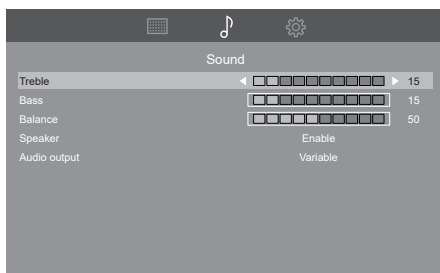 Sound
Treble 15
Bass 15
Balance 50
Speaker Enable
Audio output Variable